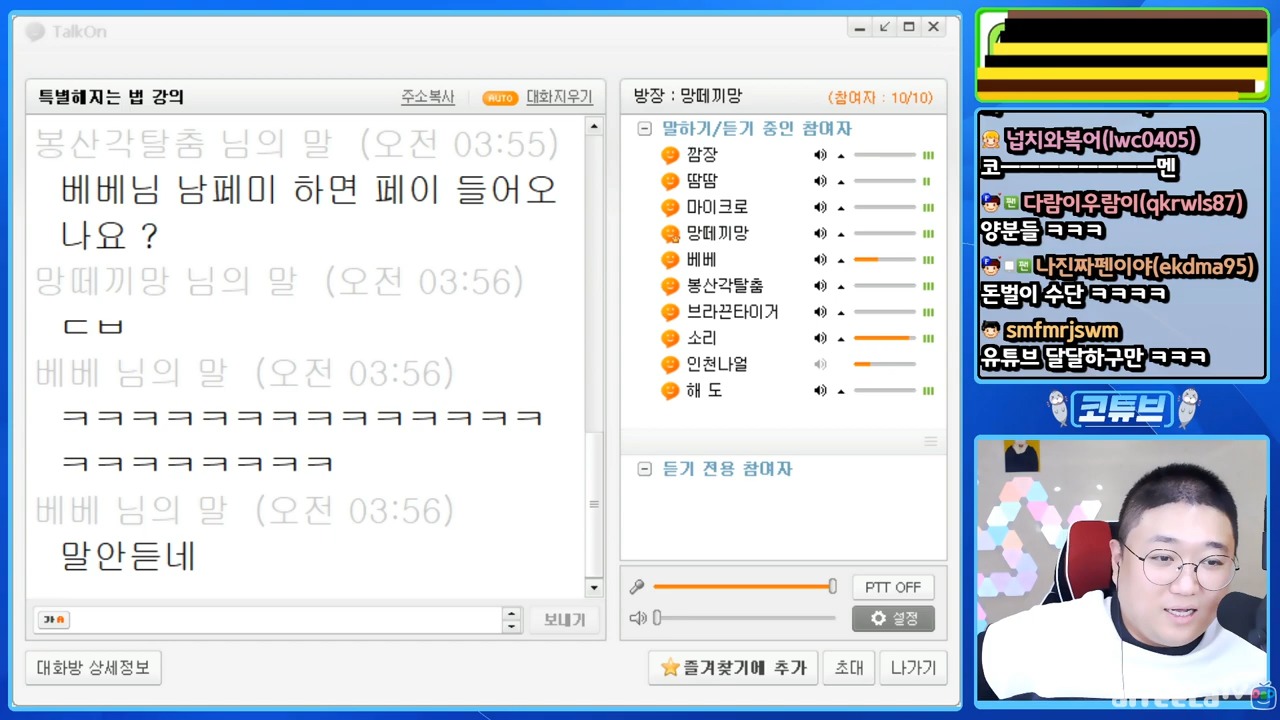 TalkOn
특별해지는 법 강의
주소복사
AUTO 대화지우기
봉산각탈춤 님의 말 (오전 03:55)
베베님 남페미 하면 페이 들어오
나요 ?
망떼끼망 님의 말 (오전 03:56)
ㄷㅂ
베베 님의 말 (오전 03:56)
ㅋㅋㅋㅋㅋㅋㅋㅋㅋㅋㅋㅋㅋㅋ
ㅋㅋㅋㅋㅋㅋㅋㅋ
베베 님의 말 (오전 03:56)
말안듣네
가A
보내기
대화방 상세정보
방장 : 망떼끼망 (참여자 : 10/10)
말하기/듣기 중인 참여자
깜장
땀땀
마이크로
망떼끼망
베베
봉산각탈춤
브라끈타이거
소리
인천나얼
해 도
듣기 전용 참여자
PTT OFF
설정
즐겨찾기에 추가
초대
나가기
넙치와복어(lwc0405)
코━━━━━━━━━━멘
팬 다람이우람이(qkrwls87)
양분들 ㅋㅋㅋ
팬 나진짜펜이야(ekdma95)
돈벌이 수단 ㅋㅋㅋㅋ
smfmrjswm
유튜브 달달하구만 ㅋㅋㅋ
코튜브
afreecaTV